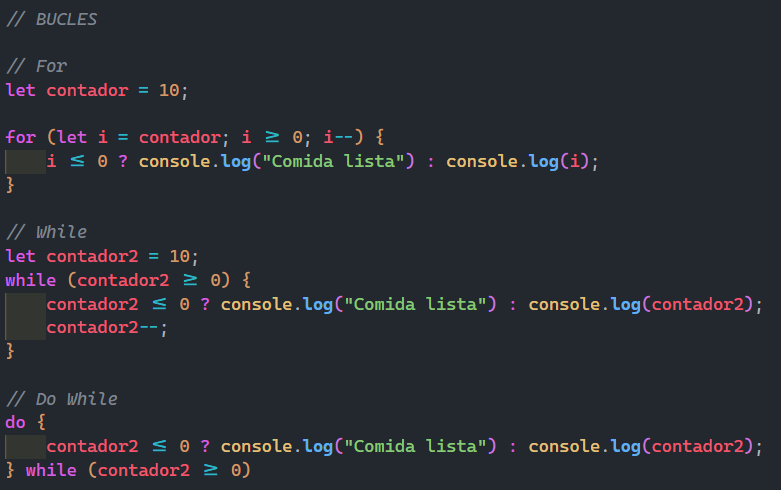 // BUCLES
// For
let contador = 10;
for (let i = contador; i ≥ 0; i--) {
i ≤ 0 ? console.log("Comida lista") : console.log(i);
}
// While
let contador2 = 10;
while (contador2 ≥ 0) {
contador2 ≤ 0 ? console.log("Comida lista") : console.log(contador2);
contador2--;
}
// Do While
do {
contador2 ≤ 0 ? console.log("Comida lista") : console.log(contador2);
} while (contador2 ≥ 0)